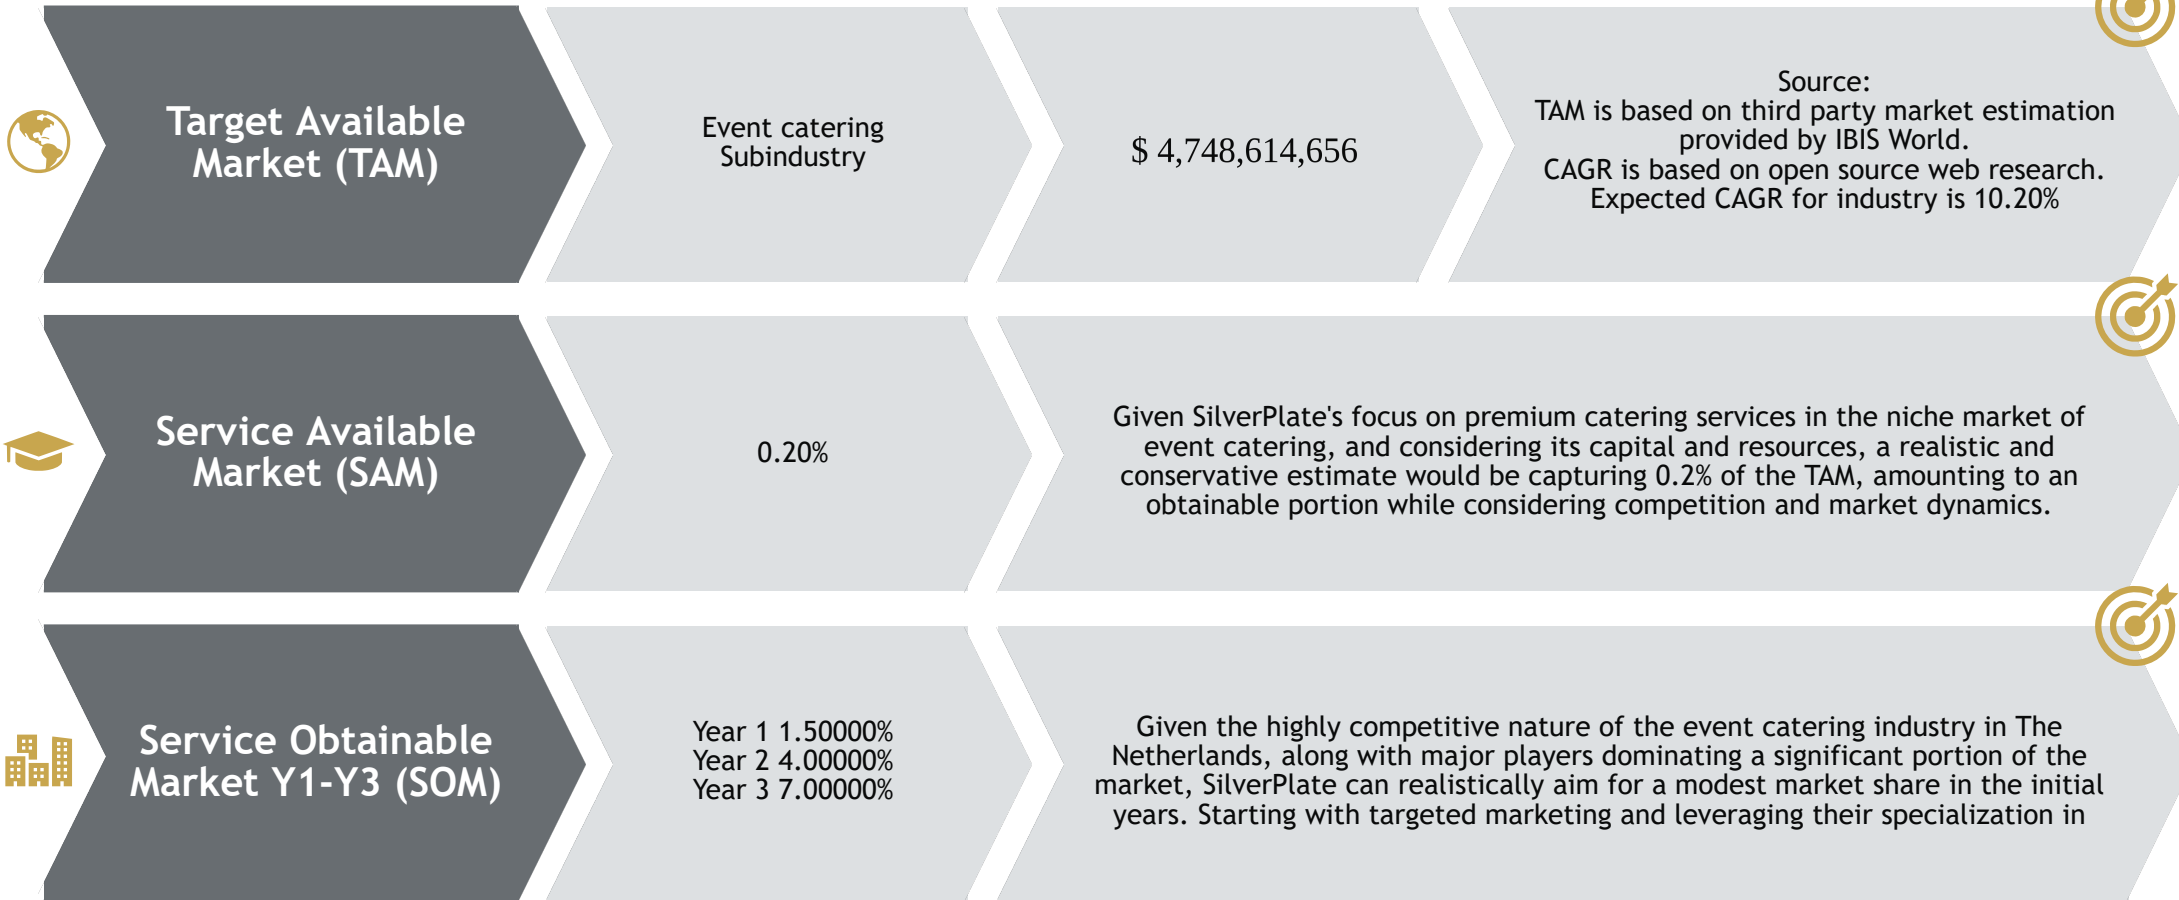 Target Available
Market (TAM)
Event catering
Subindustry
$ 4,748,614,656
Source:
TAM is based on third party market estimation
provided by IBIS World.
CAGR is based on open source web research.
Expected CAGR for industry is 10.20%
Service Available
Market (SAM)
0.20%
Given SilverPlate's focus on premium catering services in the niche market of
event catering, and considering its capital and resources, a realistic and
conservative estimate would be capturing 0.2% of the TAM, amounting to an
obtainable portion while considering competition and market dynamics.
Service Obtainable
Market Y1-Y3 (SOM)
Year 1 1.50000%
Year 2 4.00000%
Year 3 7.00000%
Given the highly competitive nature of the event catering industry in The
Netherlands, along with major players dominating a significant portion of the
market, SilverPlate can realistically aim for a modest market share in the initial
years. Starting with targeted marketing and leveraging their specialization in